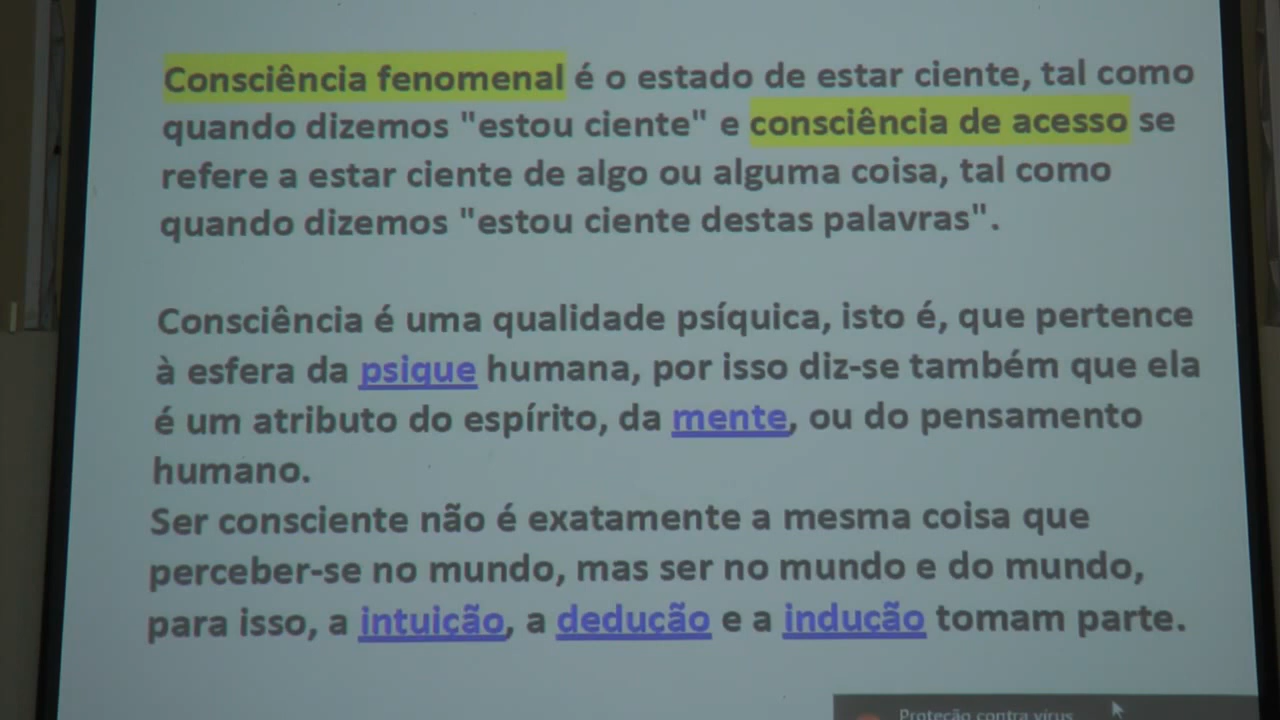 Consciência fenomenal é o estado de estar ciente, tal como
quando dizemos "estou ciente" e consciência de acesso se
refere a estar ciente de algo ou alguma coisa, tal como
quando dizemos "estou ciente destas palavras".
Consciência é uma qualidade psíquica, isto é, que pertence
à esfera da psique humana, por isso diz-se também que ela
é um atributo do espírito, da mente, ou do pensamento
humano.
Ser consciente não é exatamente a mesma coisa que
perceber-se no mundo, mas ser no mundo e do mundo,
para isso, a intuição, a dedução e a indução tomam parte.
Proteção contra vírus